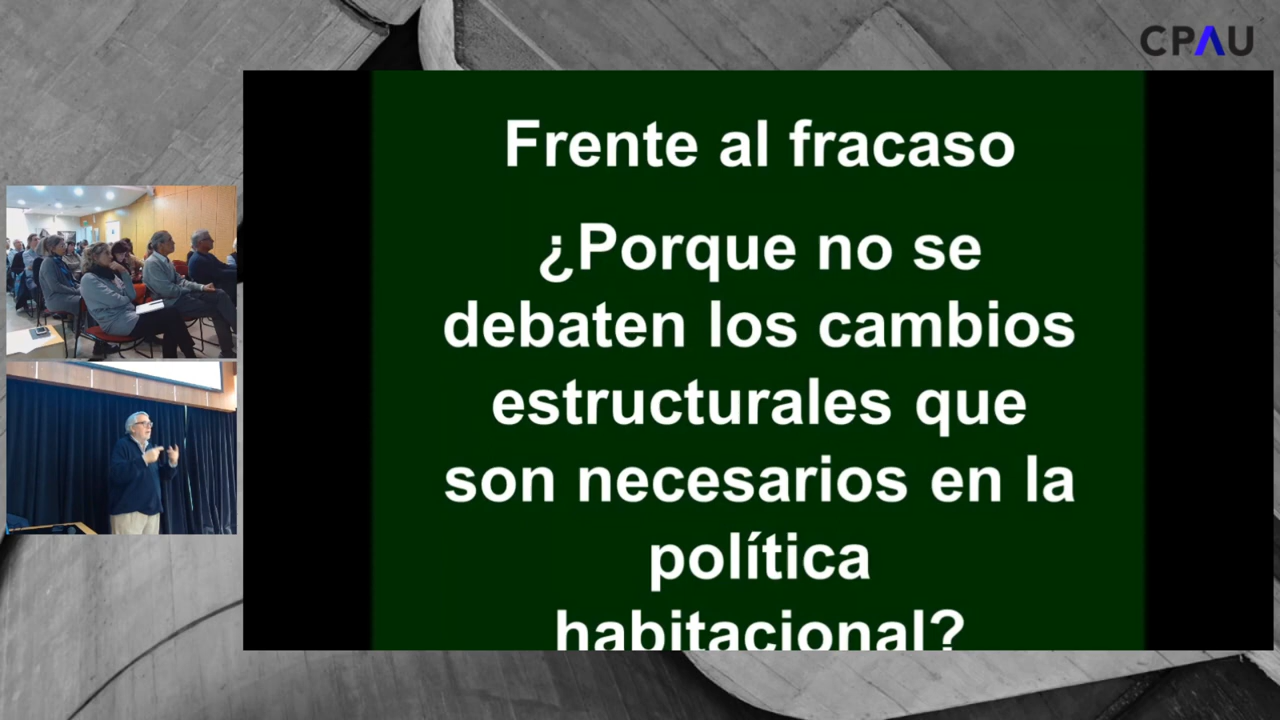 CPAU
Frente al fracaso
¿Porque no se
debaten los cambios
estructurales que
son necesarios en la
política
habitacional?